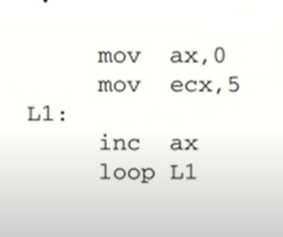 mov ax,0
mov ecx,5
L1:
inc ax
loop L1